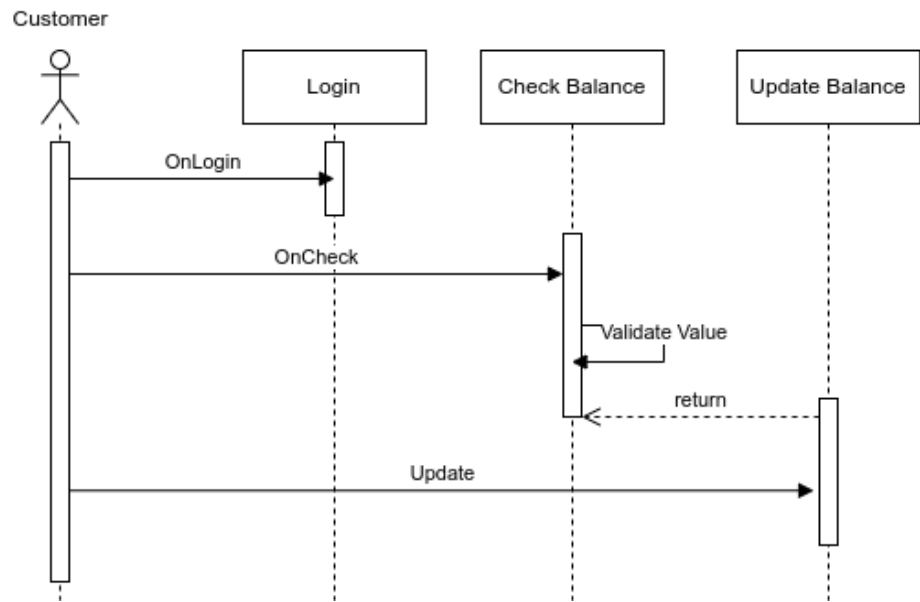 Customer
Login
Check Balance
Update Balance
OnLogin
OnCheck
Validate Value
return
Update